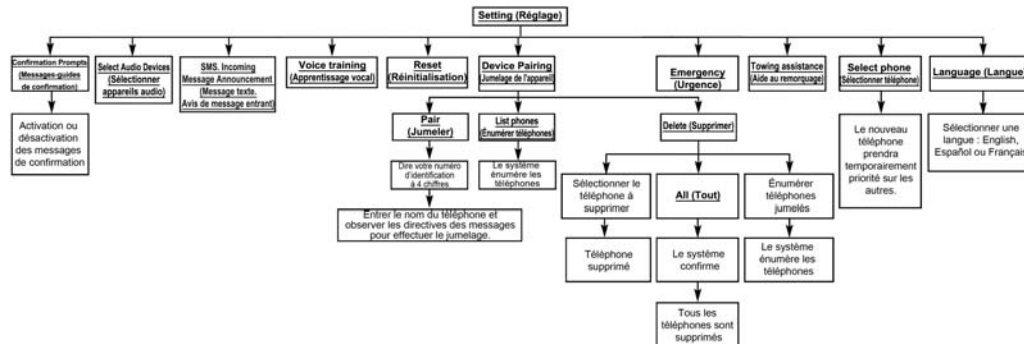 Setting (Réglage)
Confirmation Prompts
(Messages-guides
de confirmation)
Select Audio Devices
(Sélectionner
appareils audio)
SMS. Incoming
Message Announcement
(Message texte.
Avis de message entrant)
Voice training
(Apprentissage vocal)
Reset
(Réinitialisation)
Device Pairing
(Jumelage de l'appareil)
Emergency
(Urgence)
Towing assistance
(Aide au remorquage)
Select phone
(Sélectionner téléphone)
Language (Langue)
Activation ou
désactivation
des messages
de confirmation
Pair
(Jumeler)
List phones
(Énumérer téléphones)
Delete (Supprimer)
Le nouveau
téléphone
prendra
temporairement
priorité sur les
autres.
Sélectionner une
langue : English,
Español ou Français
Dire votre numéro
d'identification
à 4 chiffres
Le système
énumère les
téléphones
Sélectionner le
téléphone à
supprimer
All (Tout)
Énumérer
téléphones
jumelés
Entrer le nom du téléphone et
observer les directives des messages
pour effectuer le jumelage.
Téléphone
supprimé
Le système
confirme
Le système
énumère les
téléphones
Tous les
téléphones sont
supprimés